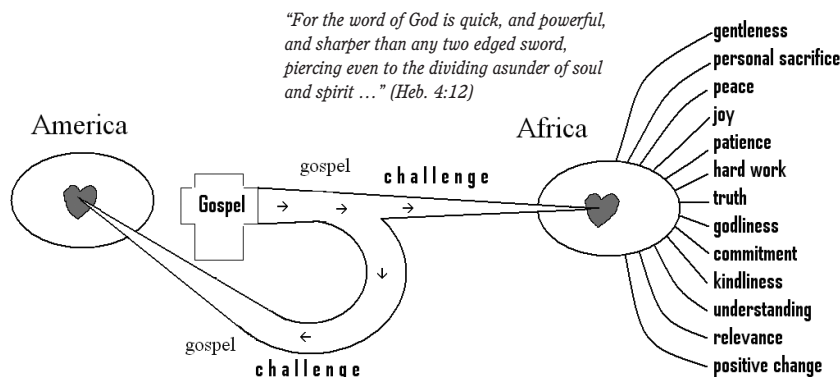 “For the word of God is quick, and powerful,
and sharper than any two edged sword,
piercing even to the dividing asunder of soul
and spirit …” (Heb. 4:12)
America
Africa
gospel
challenge
Gospel
gospel
challenge
gentleness
personal sacrifice
peace
joy
patience
hard work
truth
godliness
commitment
kindliness
understanding
relevance
positive change